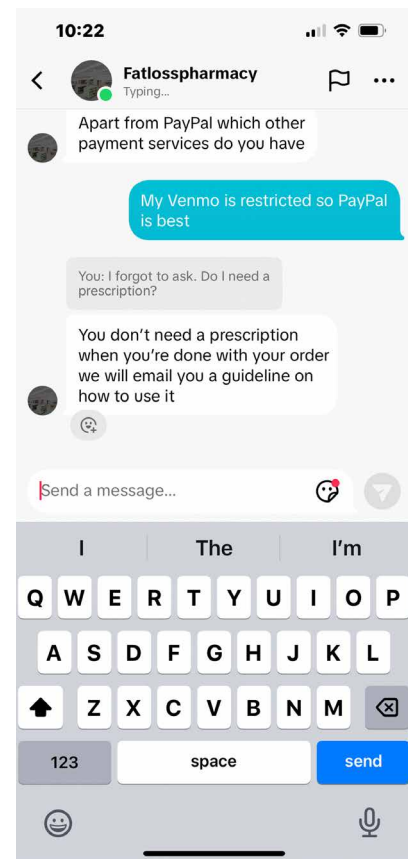 10:22
Fatlosspharmacy
Typing...
Apart from PayPal which other
payment services do you have
My Venmo is restricted so PayPal
is best
You: I forgot to ask. Do I need a
prescription?
You don't need a prescription
when you're done with your order
we will email you a guideline on
how to use it
Send a message...
I The I'm
Q W E R T Y U I O P
A S D F G H J K L
Z X C V B N M
123 space send